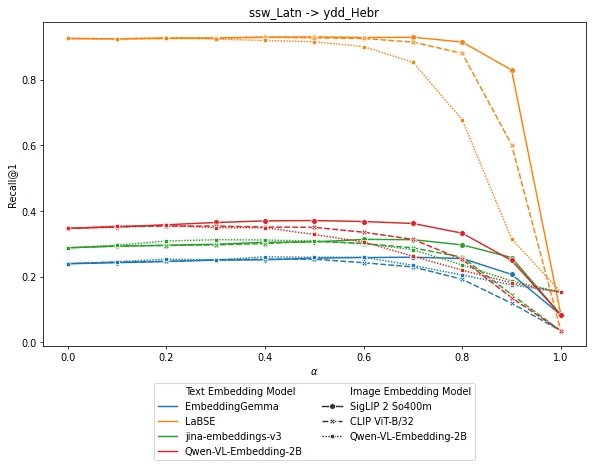 ssw_Latn -> ydd_Hebr
Recall@1
0.8
0.6
0.4
0.2
0.0
0.0 0.2 0.4 0.6 0.8 1.0
α
Text Embedding Model Image Embedding Model
EmbeddingGemma SigLIP 2 So400m
LaBSE CLIP ViT-B/32
jina-embeddings-v3 Qwen-VL-Embedding-2B
Qwen-VL-Embedding-2B